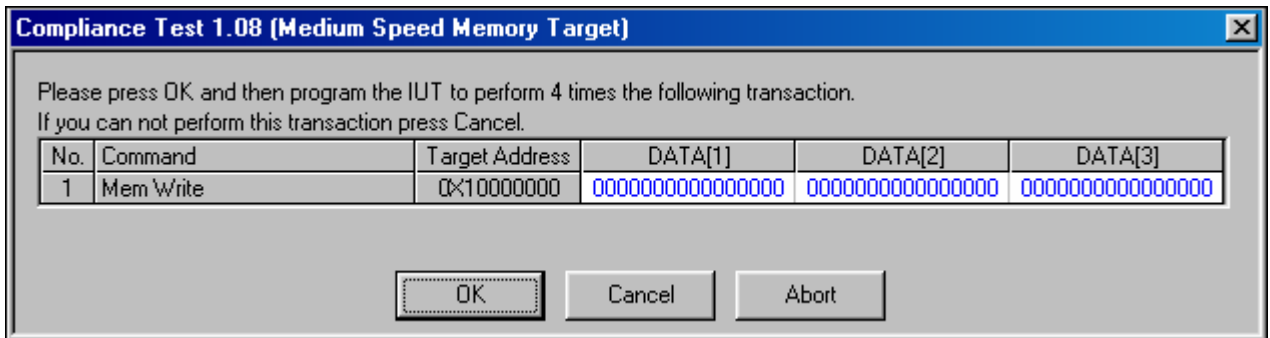 Compliance Test 1.08 (Medium Speed Memory Target)
Please press OK and then program the IUT to perform 4 times the following transaction.
If you can not perform this transaction press Cancel.
No. Command Target Address DATA[1] DATA[2] DATA[3]
1 Mem Write 0X10000000 0000000000000000 0000000000000000 0000000000000000
OK Cancel Abort